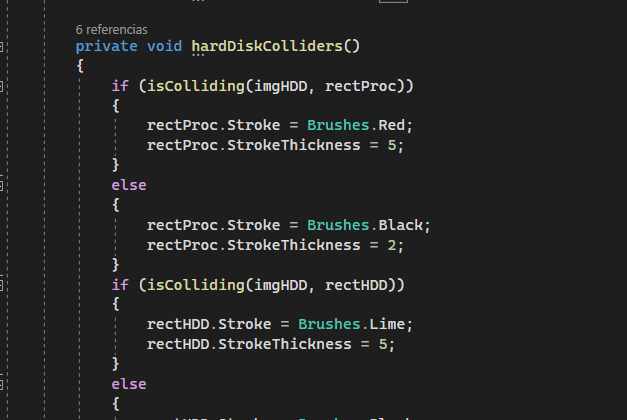 6 referencias
private void hardDiskColliders()
{
if (isColliding(imgHDD, rectProc))
{
rectProc.Stroke = Brushes.Red;
rectProc.StrokeThickness = 5;
}
else
{
rectProc.Stroke = Brushes.Black;
rectProc.StrokeThickness = 2;
}
if (isColliding(imgHDD, rectHDD))
{
rectHDD.Stroke = Brushes.Lime;
rectHDD.StrokeThickness = 5;
}
else
{